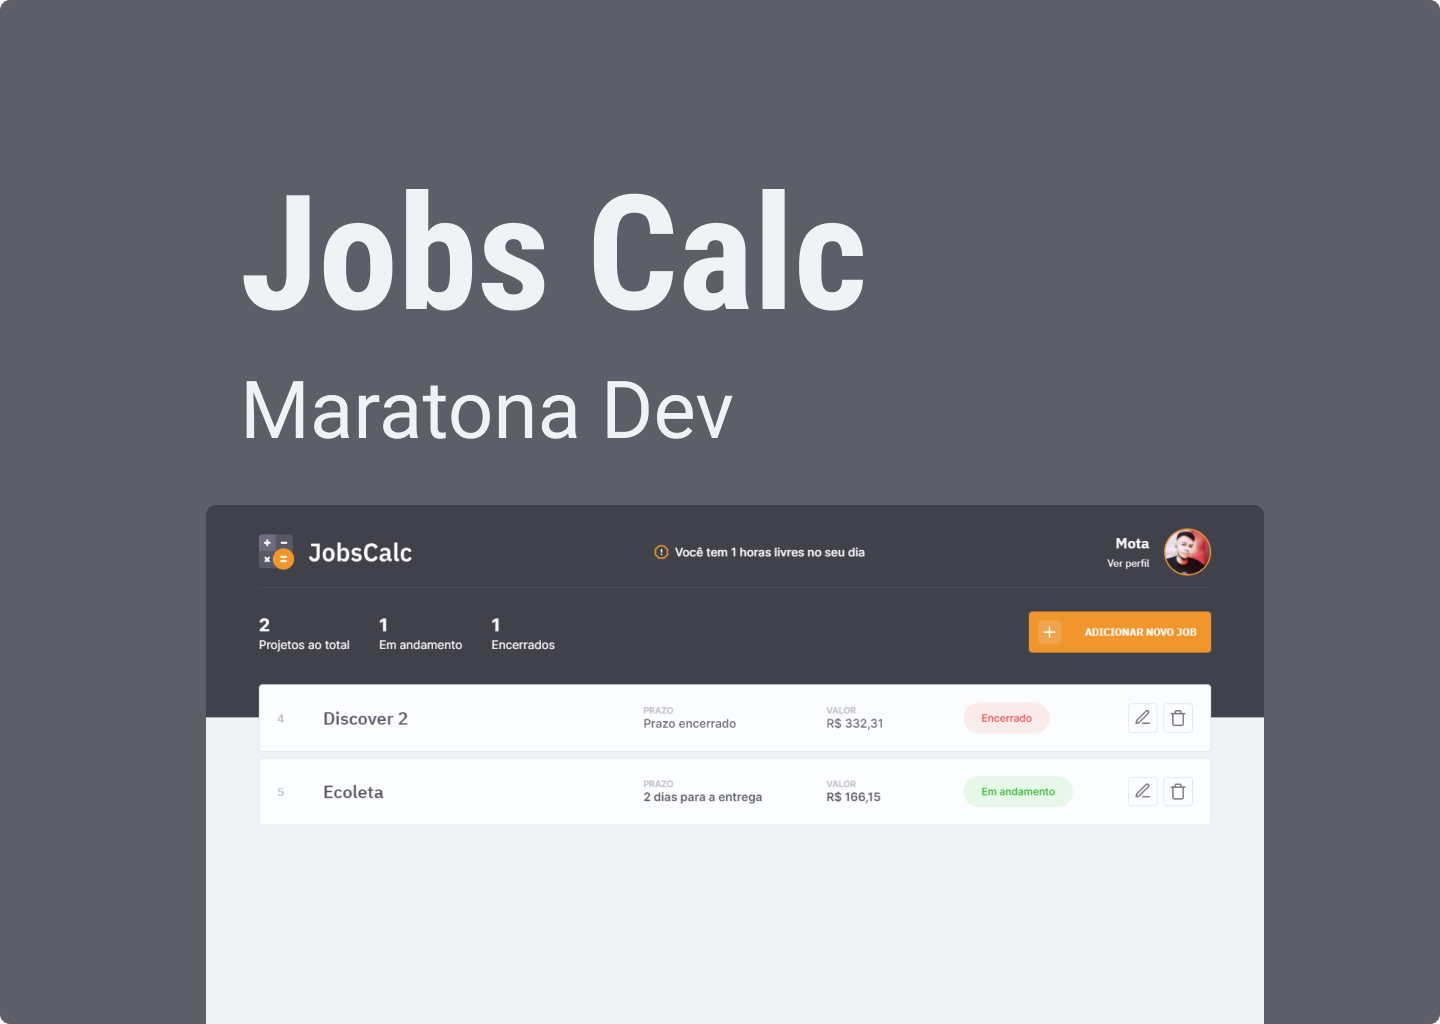 Jobs Calc
Maratona Dev
JobsCalc
Você tem 1 horas livres no seu dia
Mota
Ver perfil
2
Projetos ao total
1
Em andamento
1
Encerrados
ADICIONAR NOVO JOB
4
Discover 2
PRAZO
Prazo encerrado
VALOR
R$ 332,31
Encerrado
5
Ecoleta
PRAZO
2 dias para a entrega
VALOR
R$ 166,15
Em andamento